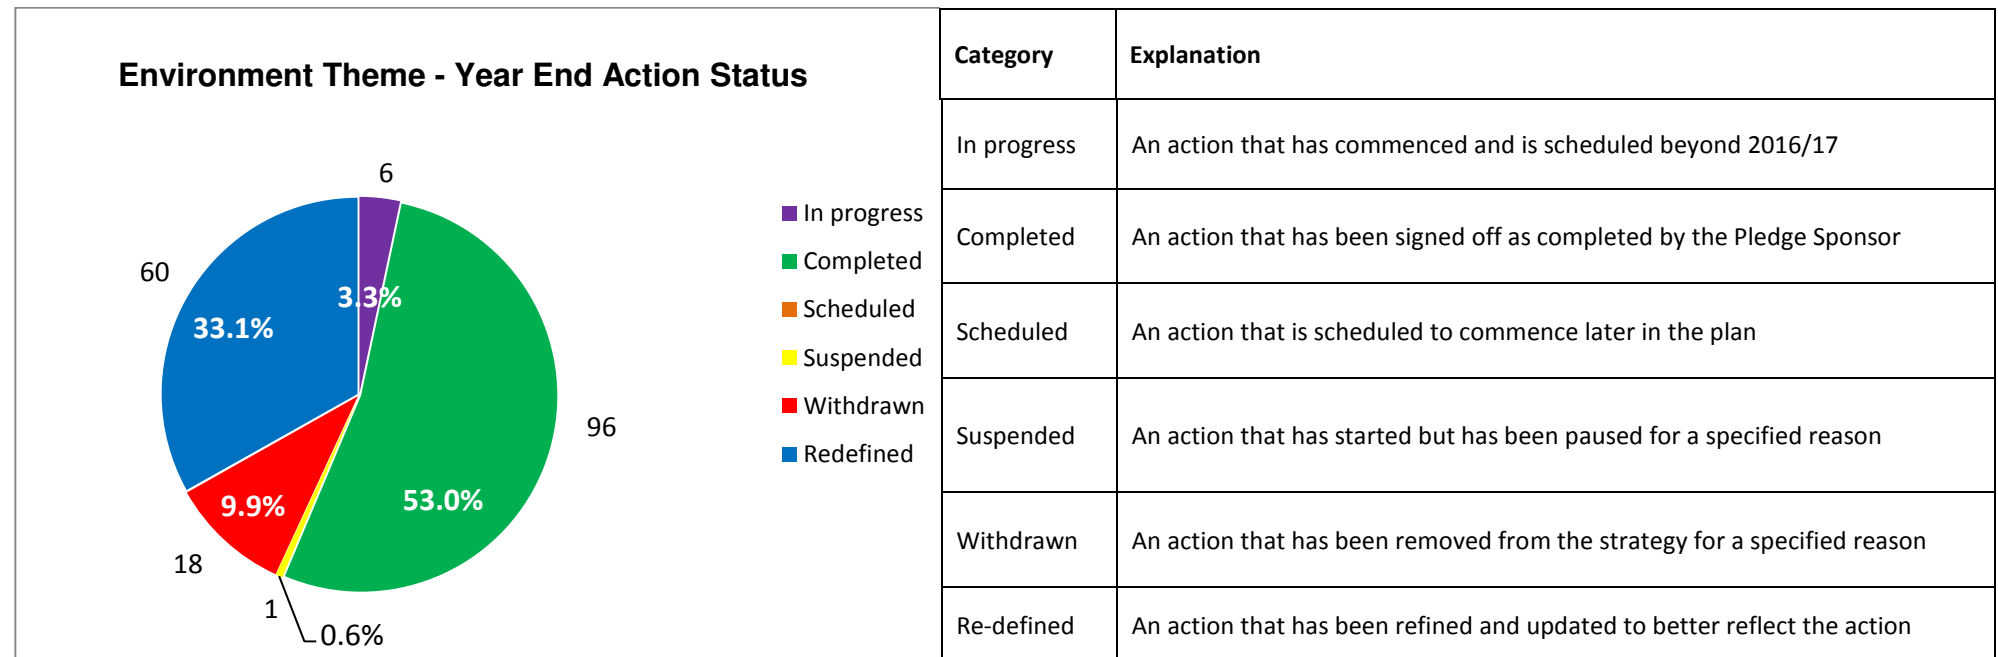 Environment Theme - Year End Action Status
6
60
3.3%
33.1%
96
53.0%
9.9%
18
1
0.6%
In progress
Completed
Scheduled
Suspended
Withdrawn
Redefined
Category Explanation
In progress An action that has commenced and is scheduled beyond 2016/17
Completed An action that has been signed off as completed by the Pledge Sponsor
Scheduled An action that is scheduled to commence later in the plan
Suspended An action that has started but has been paused for a specified reason
Withdrawn An action that has been removed from the strategy for a specified reason
Re-defined An action that has been refined and updated to better reflect the action